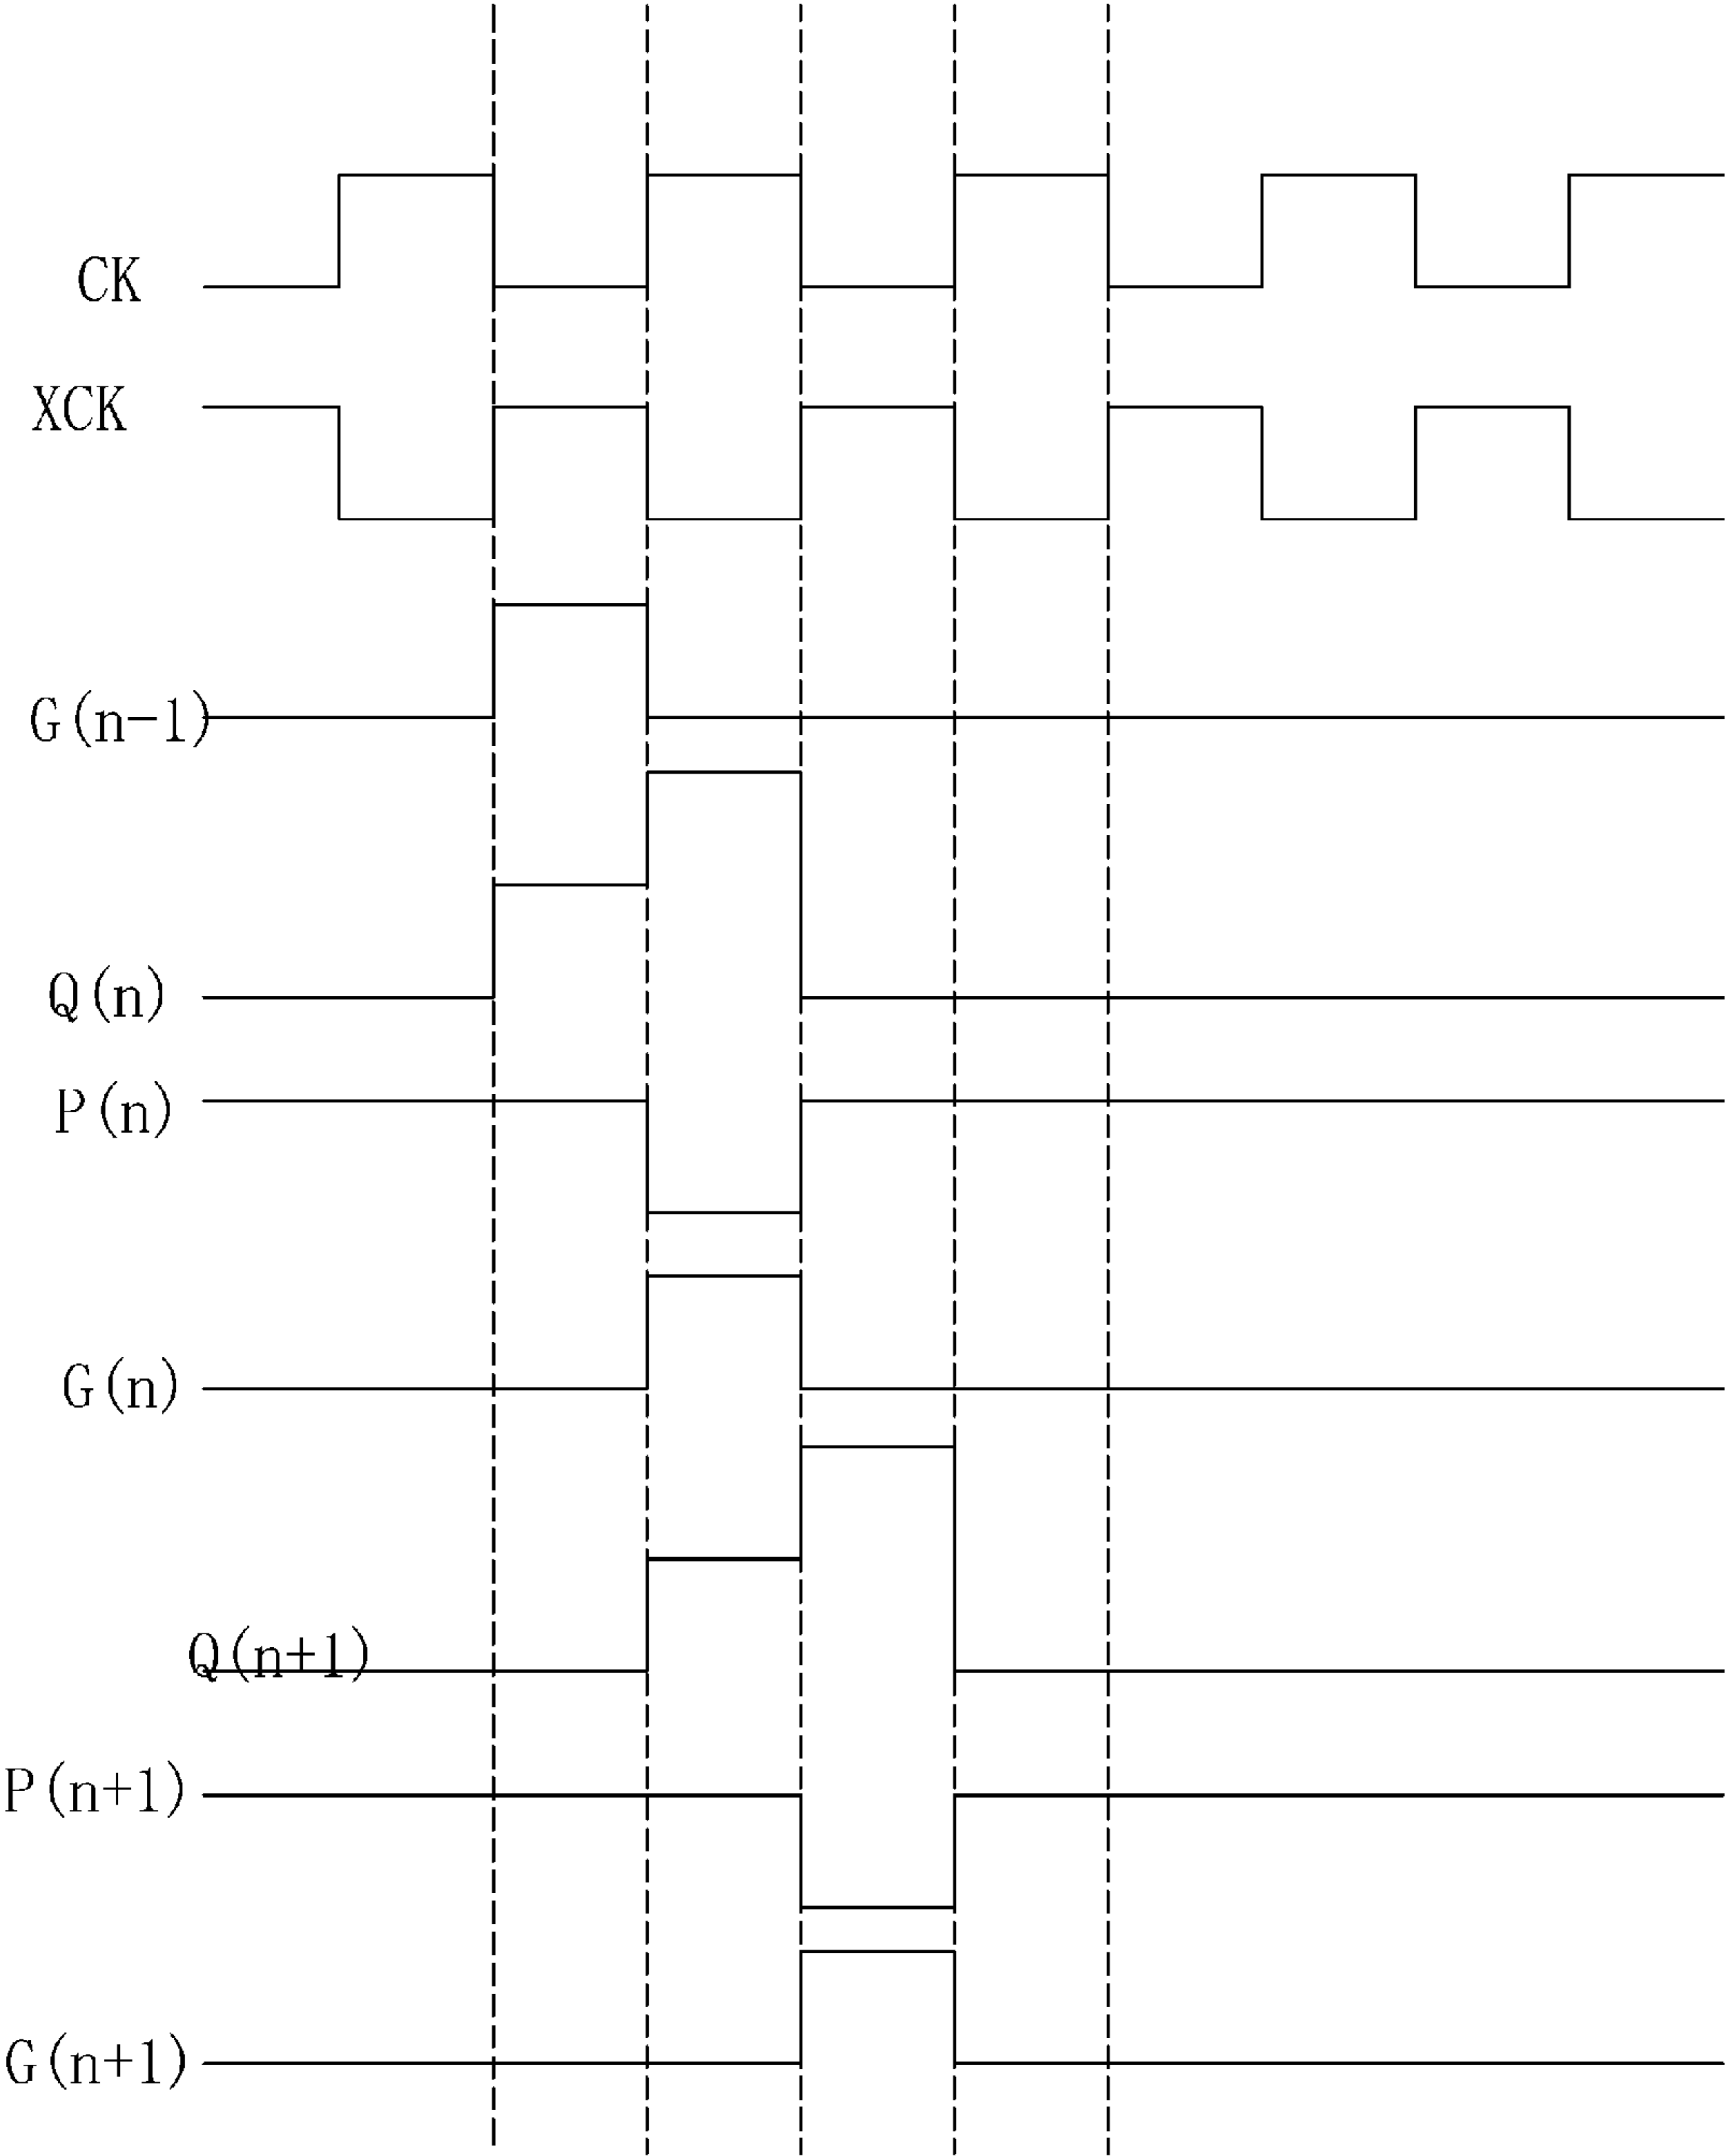 CK
XCK
G(n-1)
Q(n)
P(n)
G(n)
Q(n+1)
P(n+1)
G(n+1)